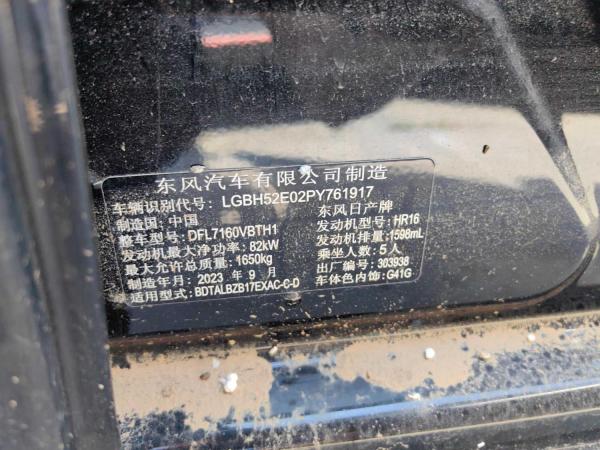 东风汽车有限公司制造
车辆识别代号: LGBH52E02PY761917
制造国: 中国 东风日产牌
整车型号: DFL7160VBTH1 发动机型号: HR16
发动机最大净功率: 82kW 发动机排量: 1598mL
最大允许总质量: 1650kg 乘坐人数: 5人
制造年月: 2023 年 9 月 出厂编号: 303938
适用型式: BDTALBZB17EXAC-C-D 车体色内饰: G41G